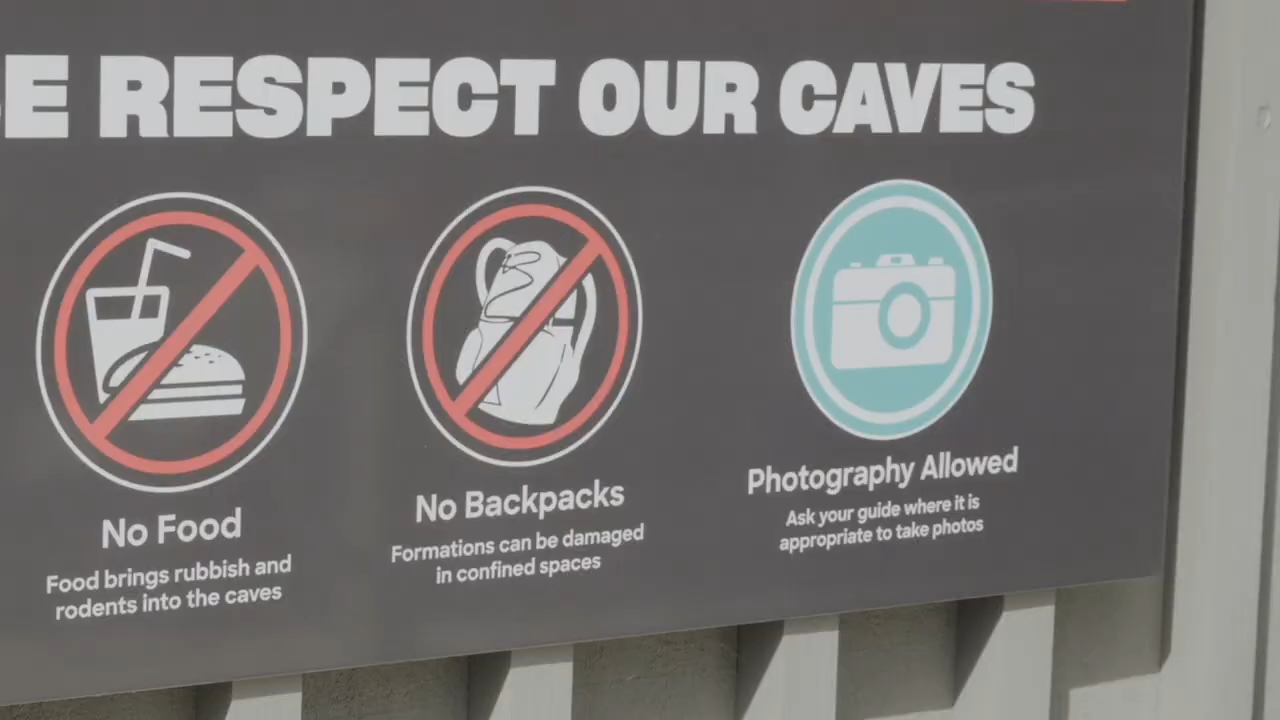 E RESPECT OUR CAVES
No Food
Food brings rubbish and
rodents into the caves
No Backpacks
Formations can be damaged
in confined spaces
Photography Allowed
Ask your guide where it is
appropriate to take photos